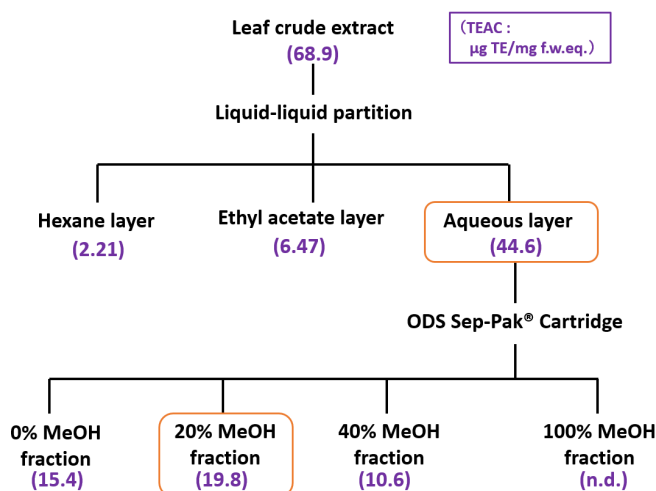 Leaf crude extract
(68.9)
(TEAC :
μg TE/mg f.w.eq.)
Liquid-liquid partition
Hexane layer
(2.21)
Ethyl acetate layer
(6.47)
Aqueous layer
(44.6)
ODS Sep-Pak® Cartridge
0% MeOH
fraction
(15.4)
20% MeOH
fraction
(19.8)
40% MeOH
fraction
(10.6)
100% MeOH
fraction
(n.d.)